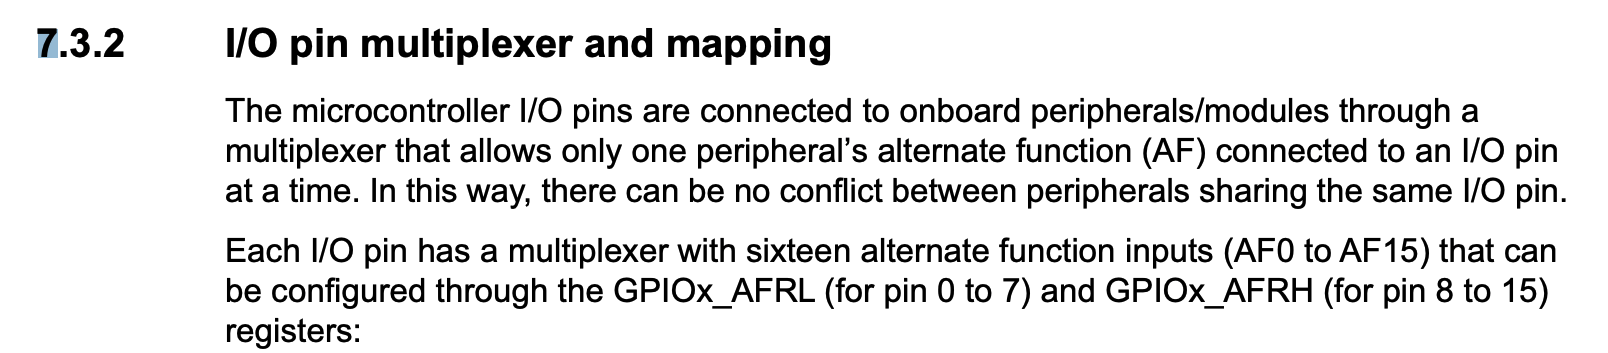 7.3.2 I/O pin multiplexer and mapping
The microcontroller I/O pins are connected to onboard peripherals/modules through a
multiplexer that allows only one peripheral’s alternate function (AF) connected to an I/O pin
at a time. In this way, there can be no conflict between peripherals sharing the same I/O pin.
Each I/O pin has a multiplexer with sixteen alternate function inputs (AF0 to AF15) that can
be configured through the GPIOx_AFRL (for pin 0 to 7) and GPIOx_AFRH (for pin 8 to 15)
registers: